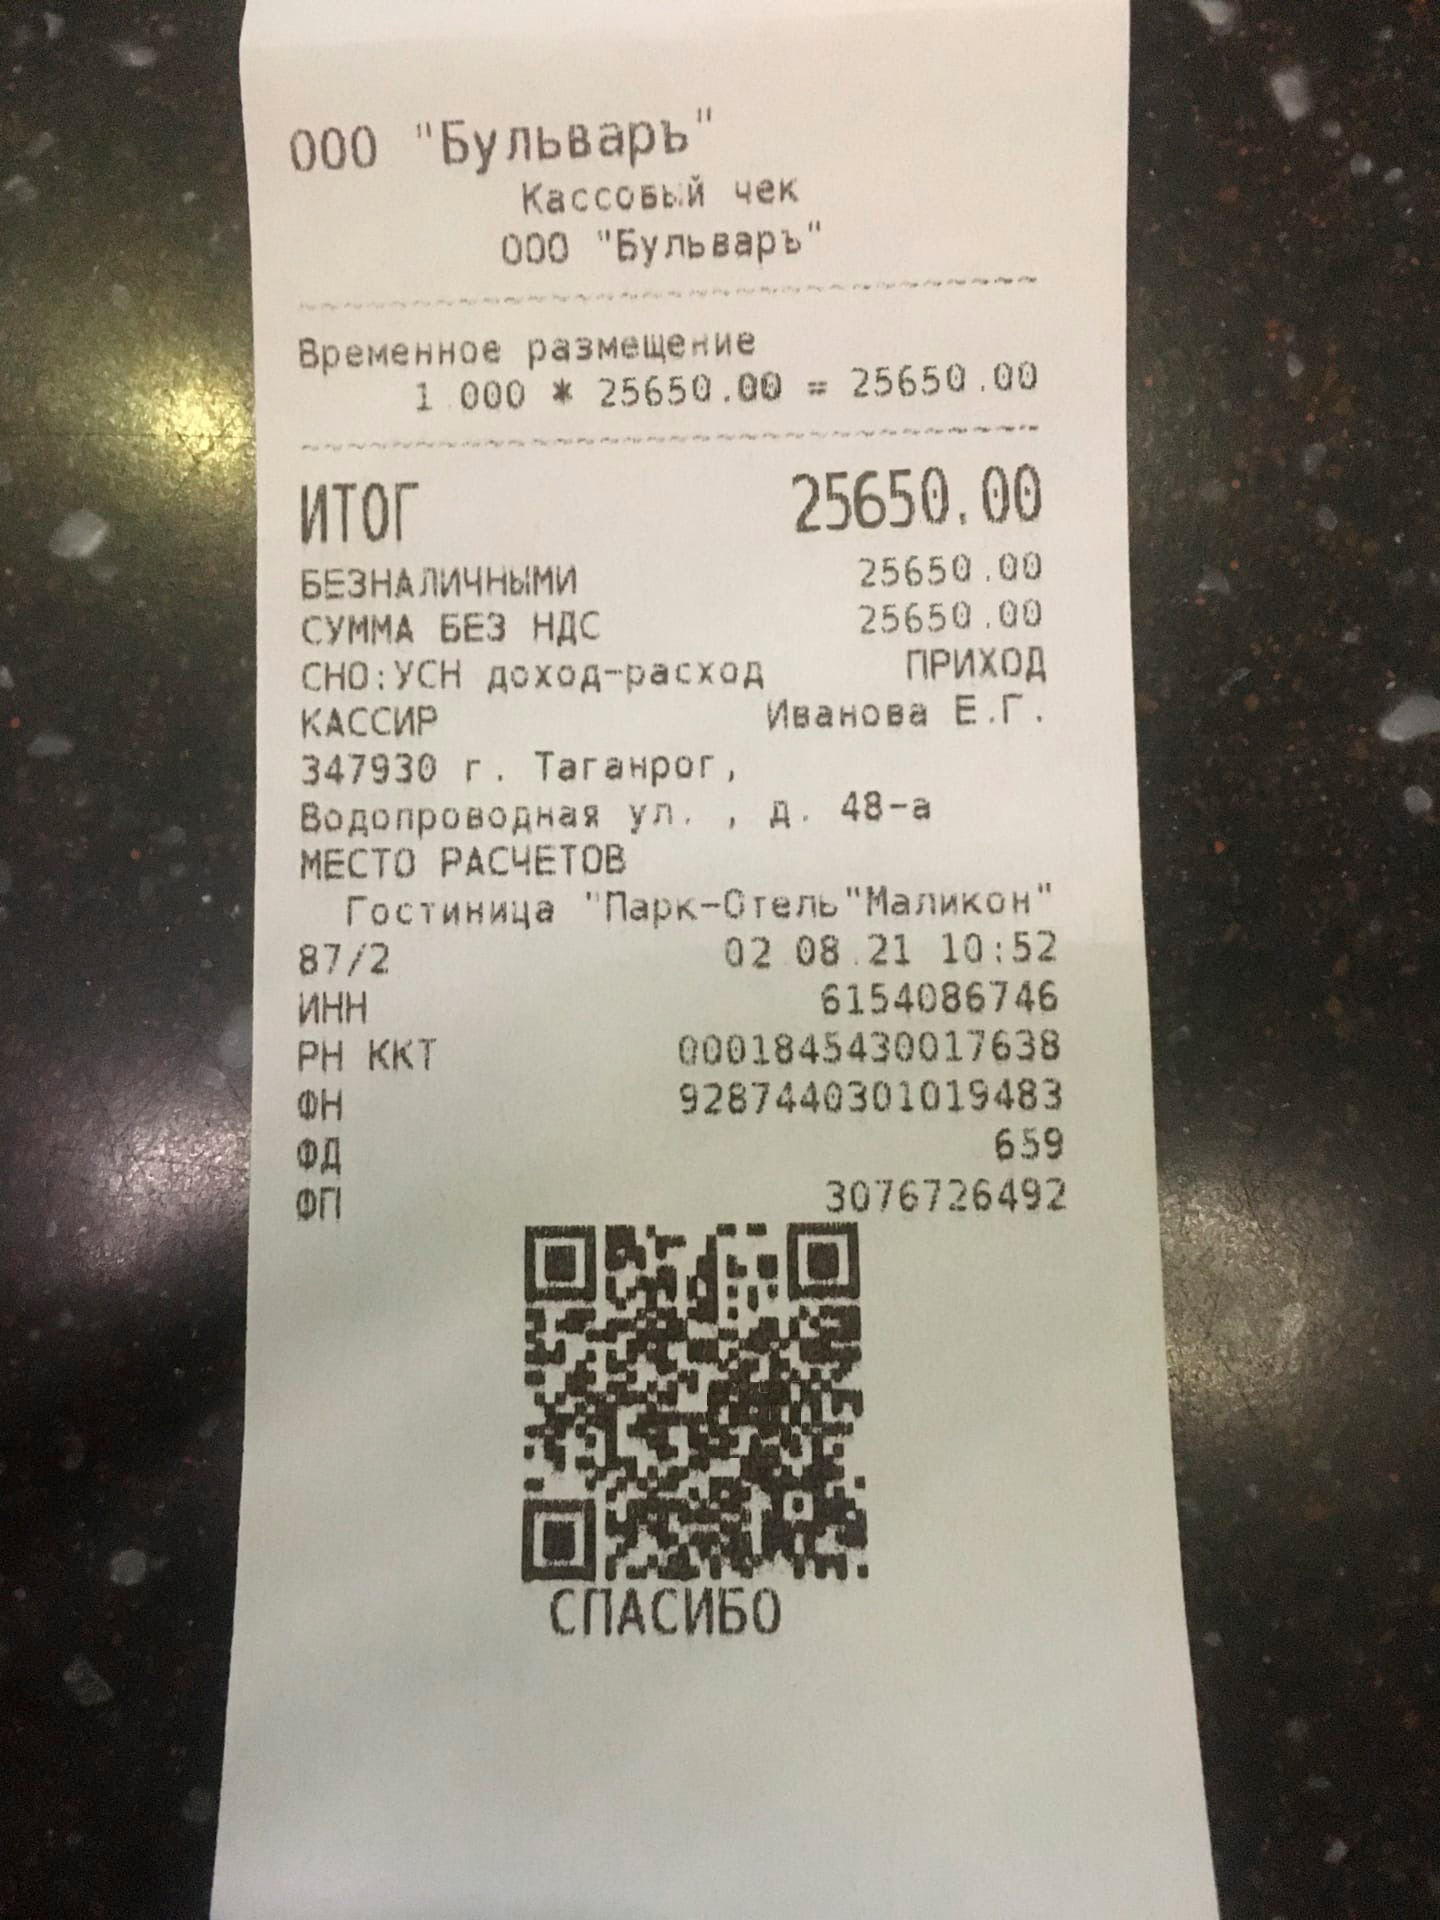 ООО "Бульваръ"
Кассовый чек
ООО "Бульваръ"
Временное размещение
1.000 * 25650.00 = 25650.00
ИТОГ 25650.00
БЕЗНАЛИЧНЫМИ 25650.00
СУММА БЕЗ НДС 25650.00
СНО:УСН доход-расход ПРИХОД
КАССИР Иванова Е.Г.
347930 г. Таганрог,
Водопроводная ул. , д. 48-а
МЕСТО РАСЧЕТОВ
Гостиница "Парк-Отель"Маликон"
87/2 02.08.21 10:52
ИНН 6154086746
РН ККТ 0001845430017638
ФН 9287440301019483
ФД 659
ФП 3076726492
СПАСИБО